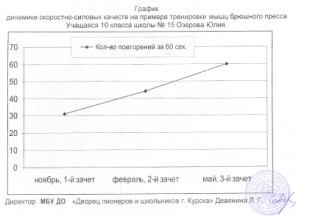 График
динамики скоростно-силовых качеств на примере тренировки мышц брюшного пресса
Учащаяся 10 класса школы № 15 Озерова Юлия.
Кол-во повторений за 60 сек.
70
60
50
40
30
20
10
0
ноябрь, 1-й зачет февраль, 2-й зачет май, 3-й зачет
Директор МБУ ДО «Дворец пионеров и школьников г. Курска» Девянина Л. Г.